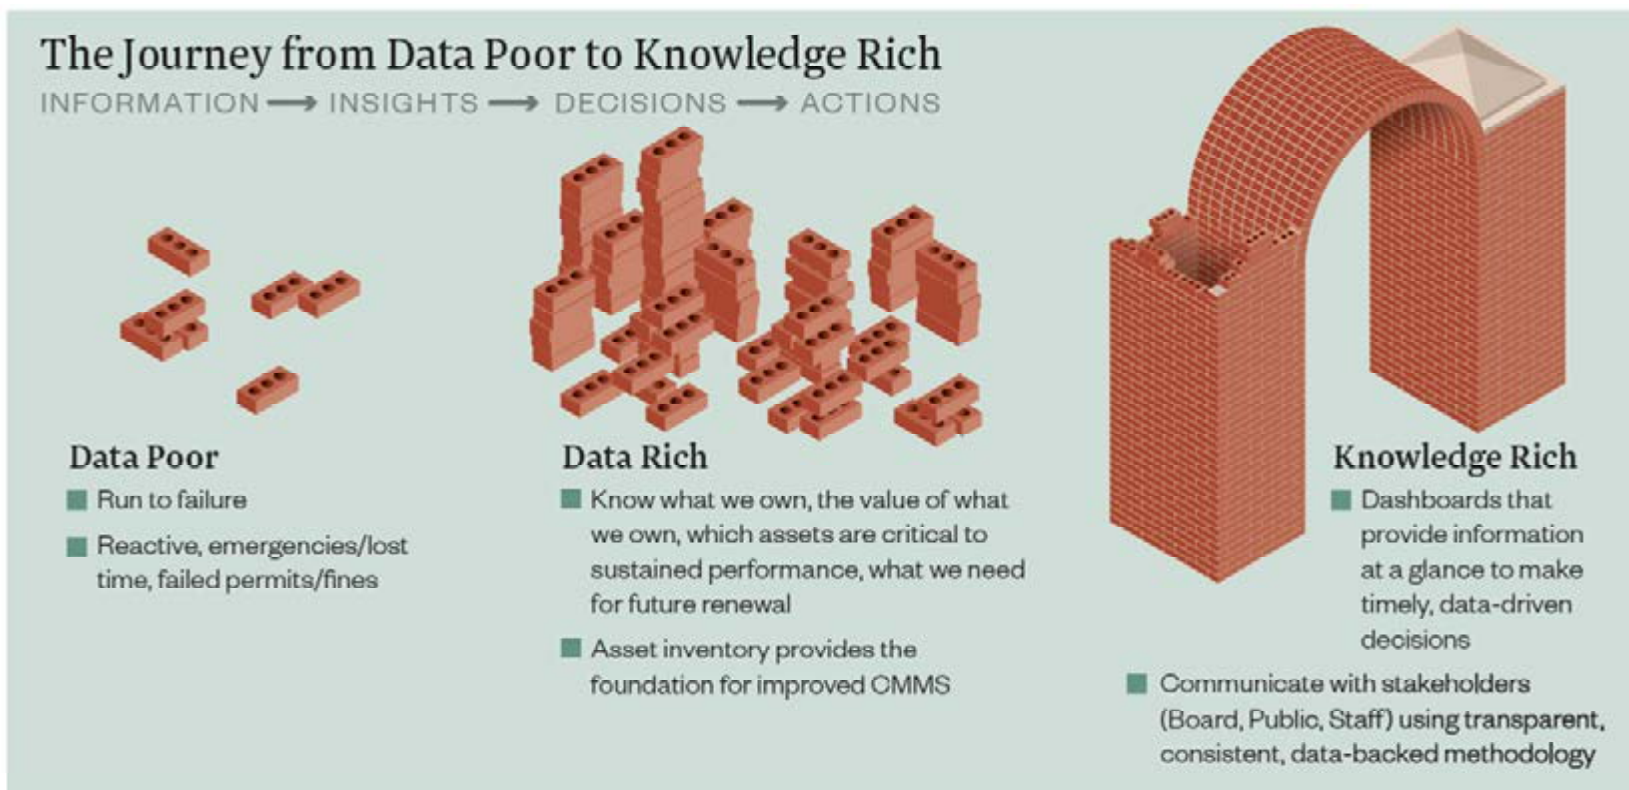 The Journey from Data Poor to Knowledge Rich
INFORMATION → INSIGHTS → DECISIONS → ACTIONS
Data Poor
Run to failure
Reactive, emergencies/lost
time, failed permits/fines
Data Rich
Know what we own, the value of what
we own, which assets are critical to
sustained performance, what we need
for future renewal
Asset inventory provides the
foundation for improved CMMS
Knowledge Rich
Dashboards that
provide information
at a glance to make
timely, data-driven
decisions
Communicate with stakeholders
(Board, Public, Staff) using transparent,
consistent, data-backed methodology